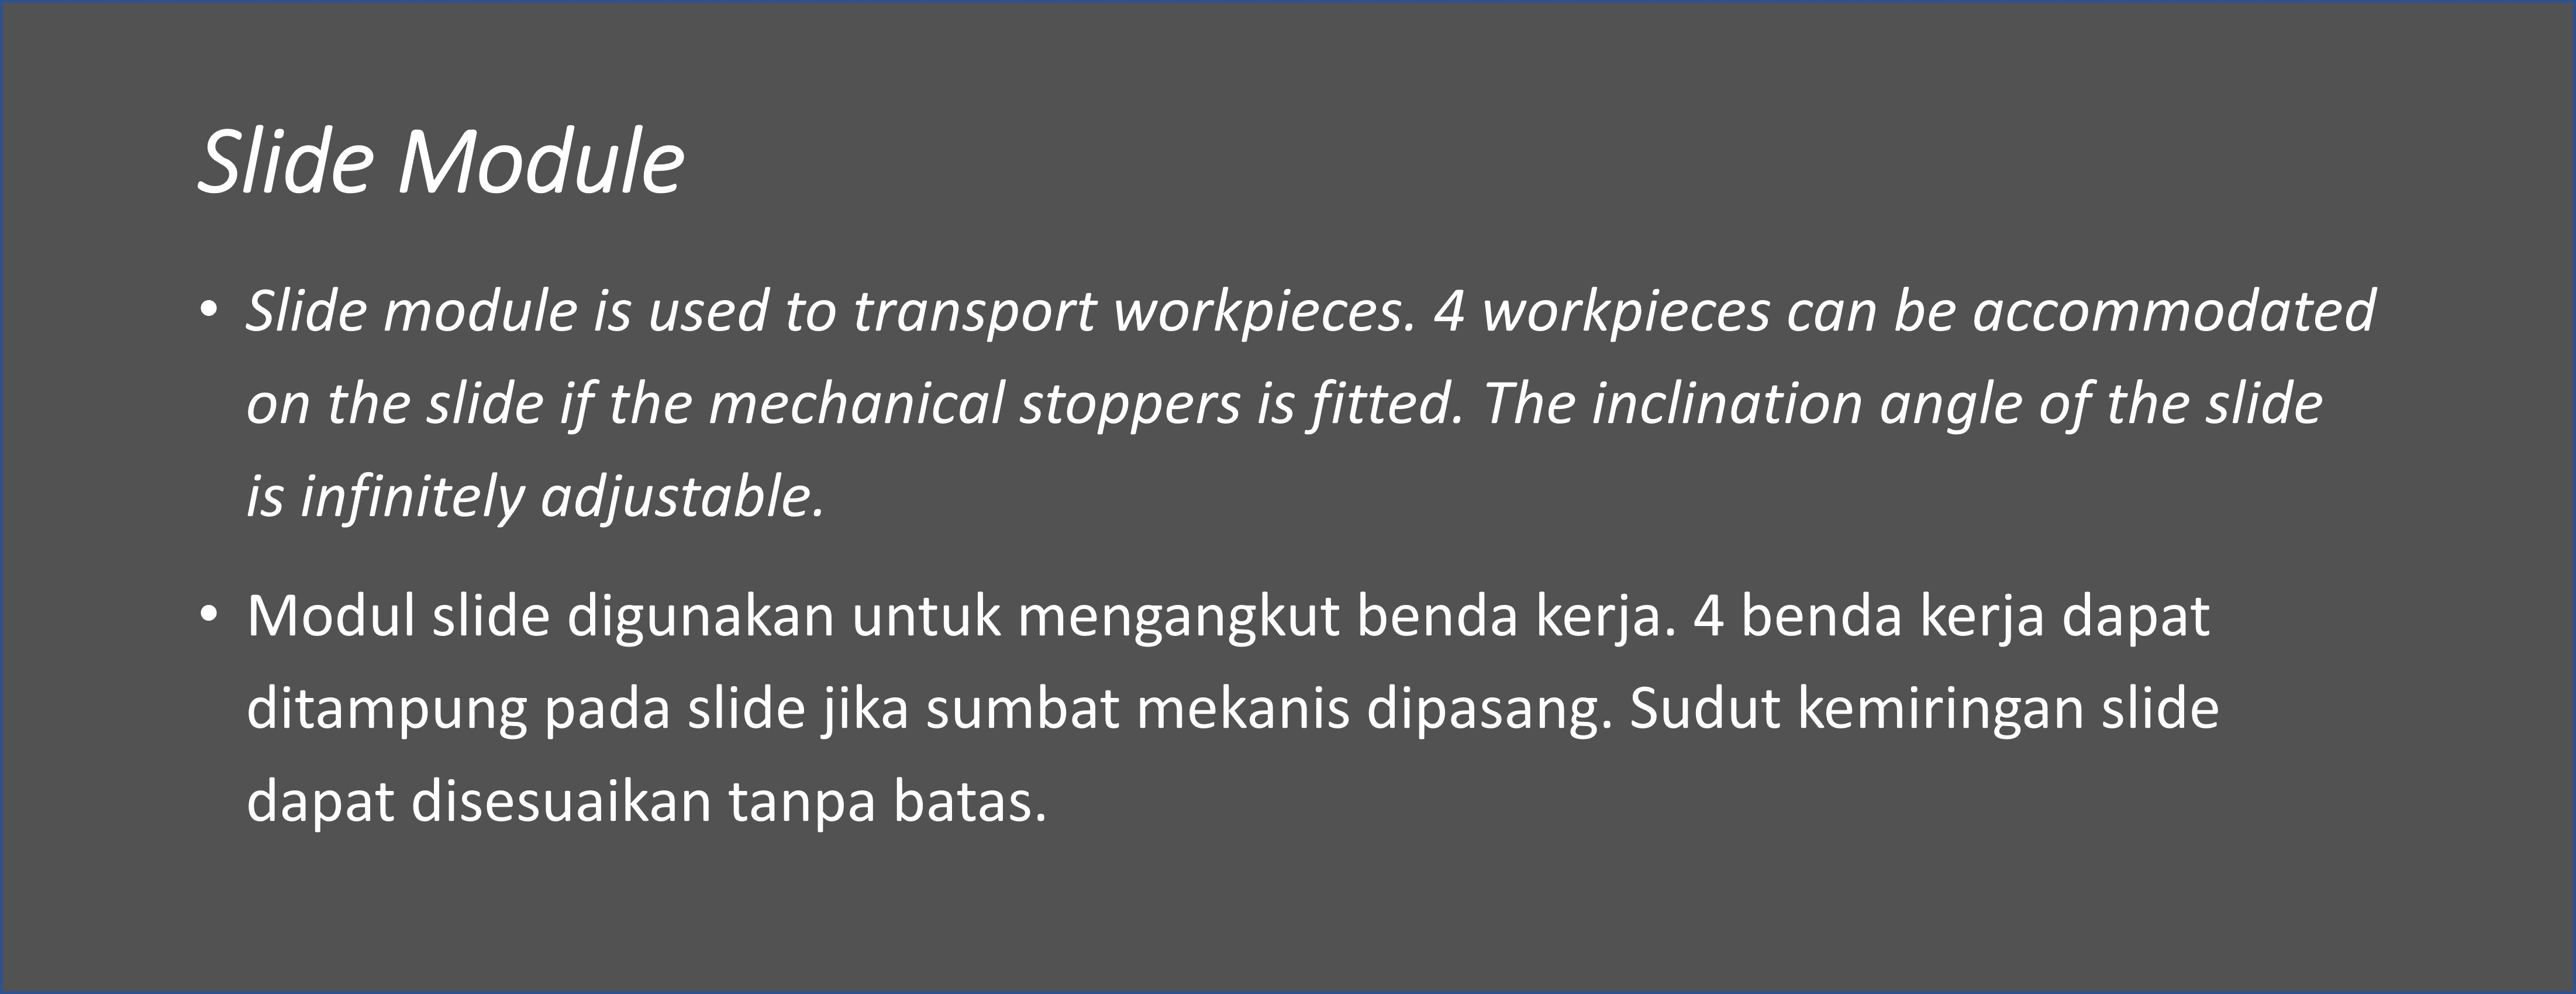 Slide Module
• Slide module is used to transport workpieces. 4 workpieces can be accommodated
on the slide if the mechanical stoppers is fitted. The inclination angle of the slide
is infinitely adjustable.
• Modul slide digunakan untuk mengangkut benda kerja. 4 benda kerja dapat
ditampung pada slide jika sumbat mekanis dipasang. Sudut kemiringan slide
dapat disesuaikan tanpa batas.